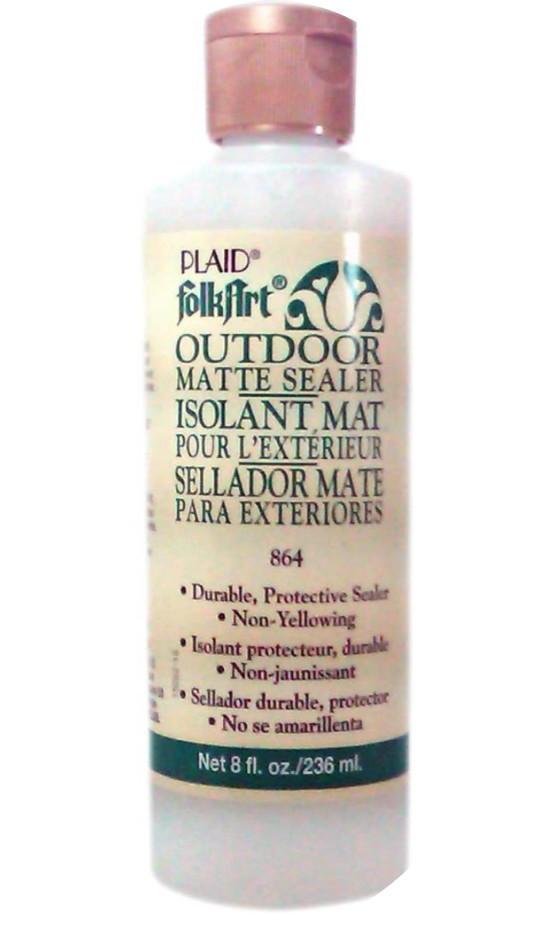 PLAID®
folkArt®
OUTDOOR
MATTE SEALER
ISOLANT MAT
POUR L'EXTÉRIEUR
SELLADOR MATE
PARA EXTERIORES
864
• Durable, Protective Sealer
• Non-Yellowing
• Isolant protecteur, durable
• Non-jaunissant
• Sellador durable, protector
• No se amarillenta
Net 8 fl. oz./236 ml.